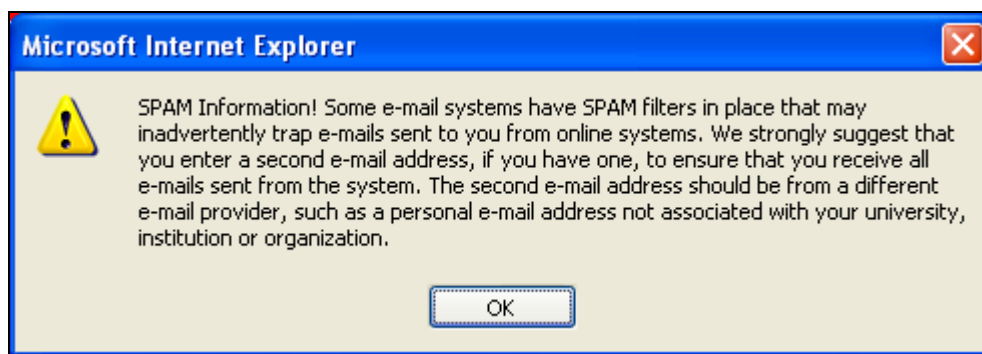 Microsoft Internet Explorer
SPAM Information! Some e-mail systems have SPAM filters in place that may
inadvertently trap e-mails sent to you from online systems. We strongly suggest that
you enter a second e-mail address, if you have one, to ensure that you receive all
e-mails sent from the system. The second e-mail address should be from a different
e-mail provider, such as a personal e-mail address not associated with your university,
institution or organization.
OK